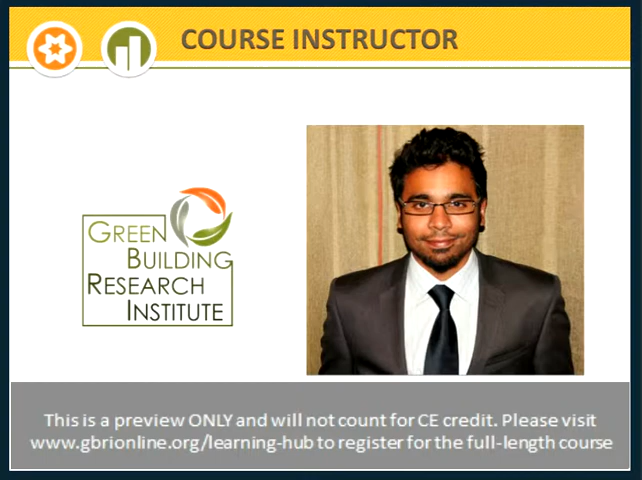 COURSE INSTRUCTOR
GREEN
BUILDING
RESEARCH
INSTITUTE
This is a preview ONLY and will not count for CE credit. Please visit
www.gbrionline.org/learning-hub to register for the full-length course